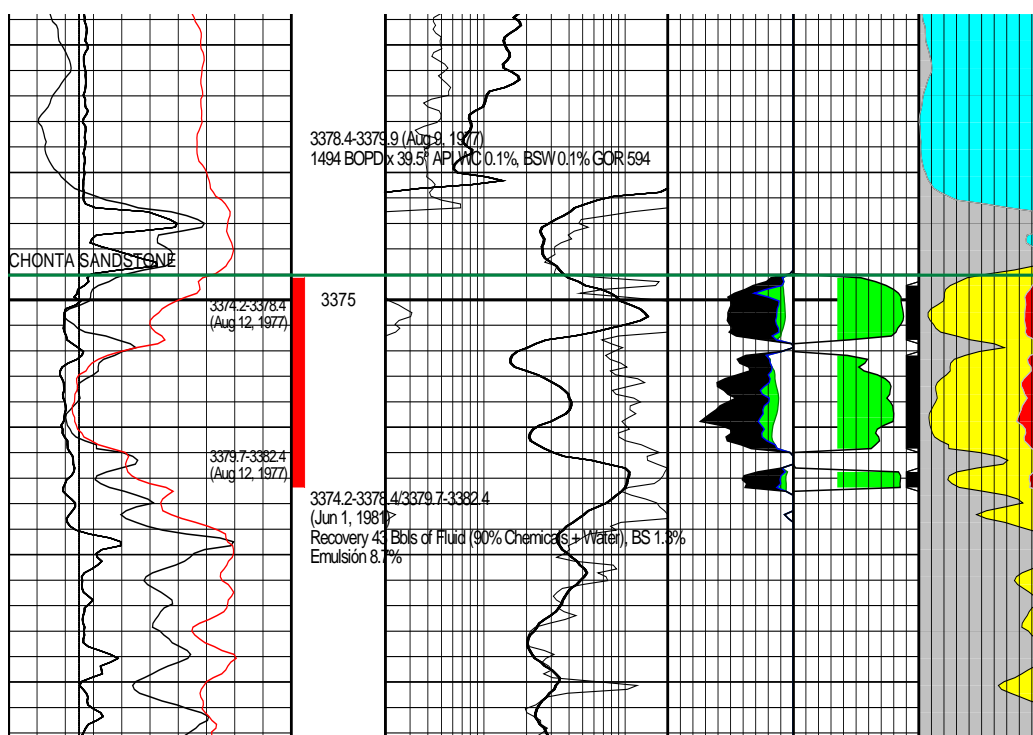 3378.4-3379.9 (Aug 9, 1977)
1494 BOPD x 39.5° API, WC 0.1%, BSW 0.1% GOR 594
CHONTA SANDSTONE
3374.2-3378.4
(Aug 12, 1977)
3375
3379.7-3382.4
(Aug 12, 1977)
3374.2-3378.4/3379.7-3382.4
(Jun 1, 1981)
Recovery 43 Bbls of Fluid (90% Chemicals + Water), BS 1.3%
Emulsión 8.7%